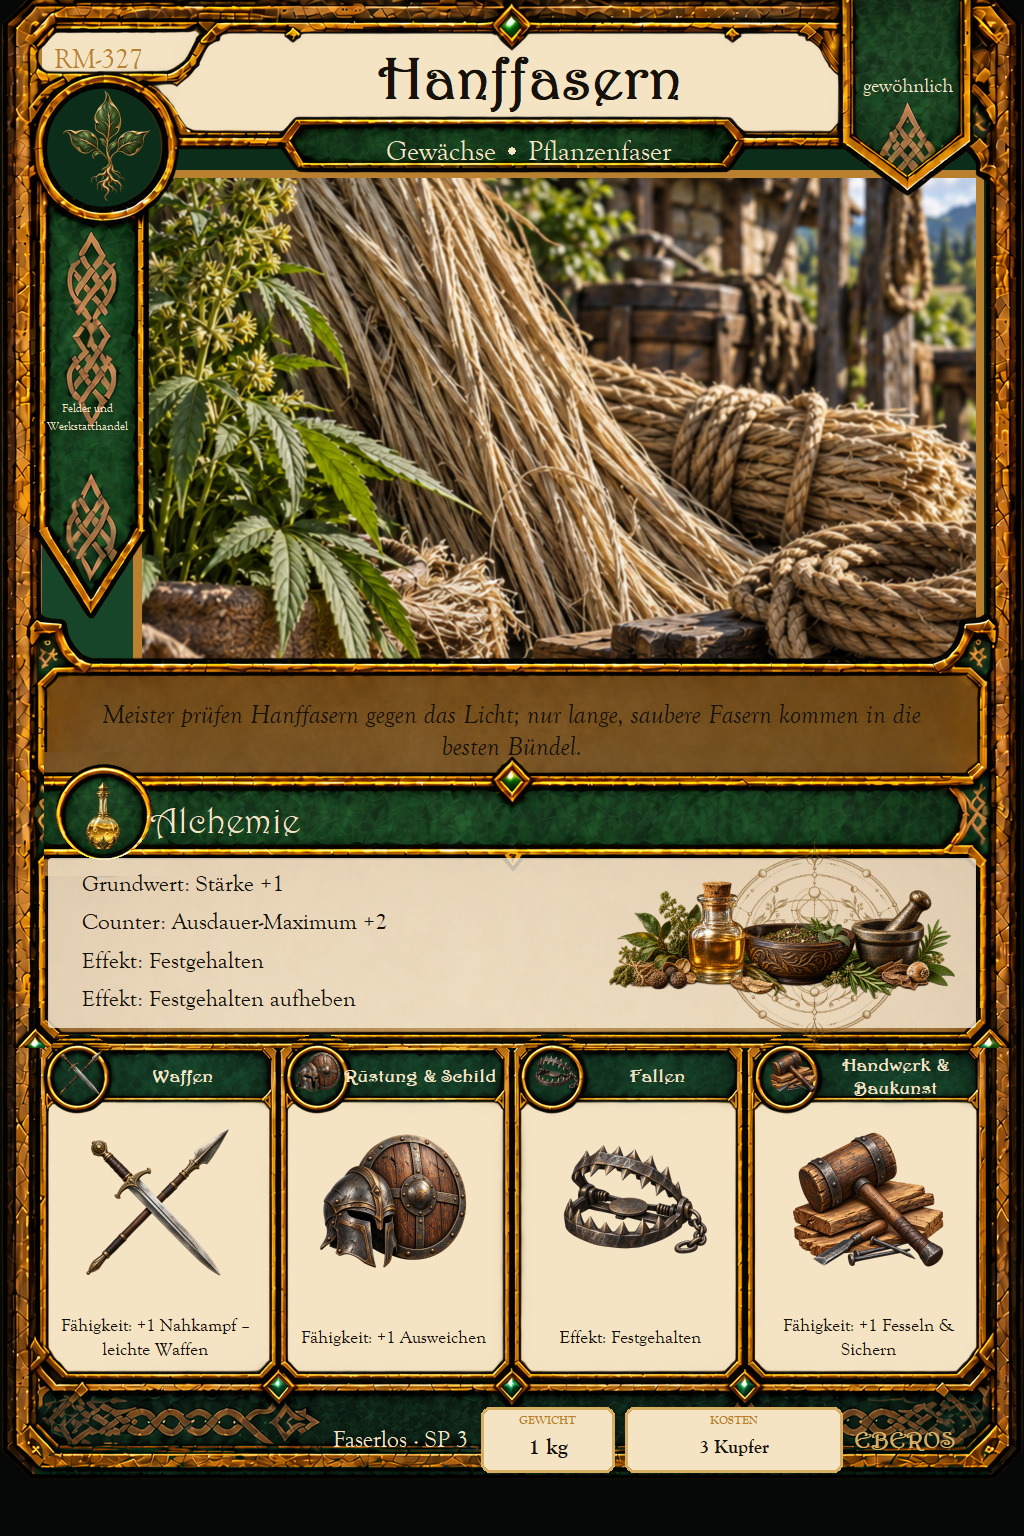 RM-327
Hanffasern
gewöhnlich
Gewächse • Pflanzenfaser
Felder und
Werkstatthandel
Meister prüfen Hanffasern gegen das Licht; nur lange, saubere Fasern kommen in die
besten Bündel.
Alchemie
Grundwert: Stärke +1
Counter: Ausdauer-Maximum +2
Effekt: Festgehalten
Effekt: Festgehalten aufheben
Waffen
Rüstung & Schild
Fallen
Handwerk &
Baukunst
Fähigkeit: +1 Nahkampf –
leichte Waffen
Fähigkeit: +1 Ausweichen
Effekt: Festgehalten
Fähigkeit: +1 Fesseln &
Sichern
Faserlos · SP 3
GEWICHT
1 kg
KOSTEN
3 Kupfer
EBEROS